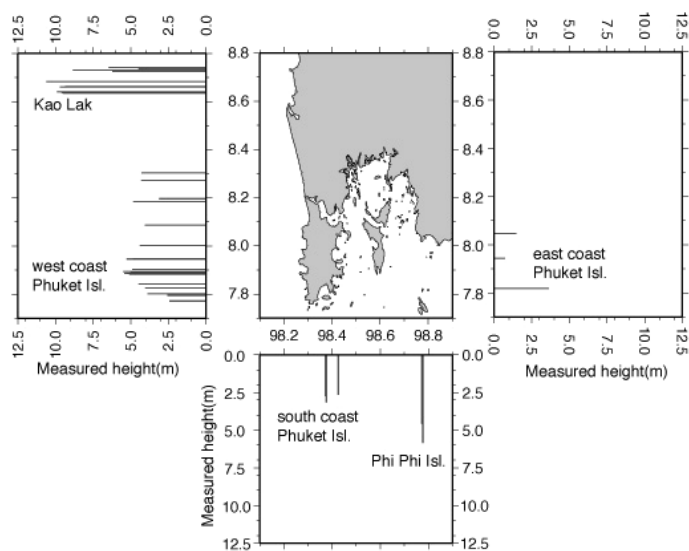 12.5 10.0 7.5 5.0 2.5 0.0
8.8
0.0 2.5 5.0 7.5 10.0 12.5
8.8 8.8
8.6 8.6
8.4 8.4
8.2 8.2
8.0 8.0
7.8 7.8
Kao Lak
west coast
Phuket Isl.
east coast
Phuket Isl.
12.5 10.0 7.5 5.0 2.5 0.0
Measured height(m)
98.2 98.4 98.6 98.8
0.0 2.5 5.0 7.5 10.0 12.5
Measured height(m)
0.0 0.0
2.5 2.5
5.0 5.0
7.5 7.5
10.0 10.0
12.5 12.5
Measured height(m)
south coast
Phuket Isl.
Phi Phi Isl.